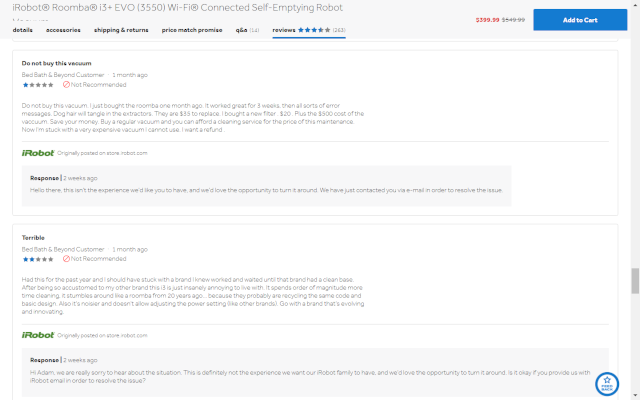 iRobot® Roomba® i3+ EVO (3550) Wi-Fi® Connected Self-Emptying Robot
$399.99 $549.99
Add to Cart
details accessories shipping & returns price match promise q&a (14) reviews (263)
Do not buy this vacuum
Bed Bath & Beyond Customer · 1 month ago
Not Recommended
Do not buy this vacuum. I just bought the roomba one month ago. It worked great for 3 weeks, then all sorts of error
messages. Dog hair will tangle in the extractors. They are $35 to replace. I bought a new filter.. $20. Plus the $500 cost of the
vaccuum. Save your money. Buy a regular vacuum and you can afford a cleaning service for the price of this maintenance.
Now I'm stuck with a very expensive vacuum I cannot use. I want a refund .
iRobot Originally posted on store.irobot.com
Response | 2 weeks ago
Hello there, this isn't the experience we'd like you to have, and we'd love the opportunity to turn it around. We have just contacted you via e-mail in order to resolve the issue.
Terrible
Bed Bath & Beyond Customer · 1 month ago
Not Recommended
Had this for the past year and I should have stuck with a brand I knew worked and waited until that brand had a clean base.
After being so accustomed to my other brand this i3 is just insanely annoying to live with. It spends order of magnitude more
time cleaning, it stumbles around like a roomba from 20 years ago... because they probably are recycling the same code and
basic design. Also it's noisier and doesn't allow adjusting the power setting (like other brands). Go with a brand that's evolving
and innovating.
iRobot Originally posted on store.irobot.com
Response | 2 weeks ago
Hi Adam, we are really sorry to hear about the situation. This is definitely not the experience we want our iRobot family to have, and we'd love the opportunity to turn it around. Is it okay if you provide us with
iRobot email in order to resolve the issue?
FEED
BACK